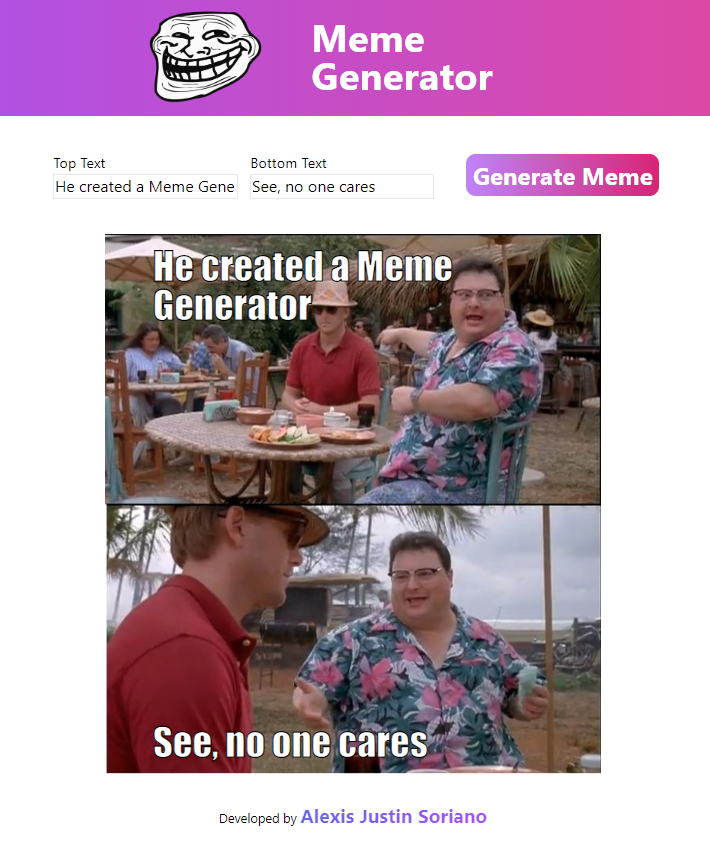 Meme
Generator
Top Text
Bottom Text
He created a Meme Gene
See, no one cares
Generate Meme
He created a Meme
Generator
See, no one cares
Developed by Alexis Justin Soriano